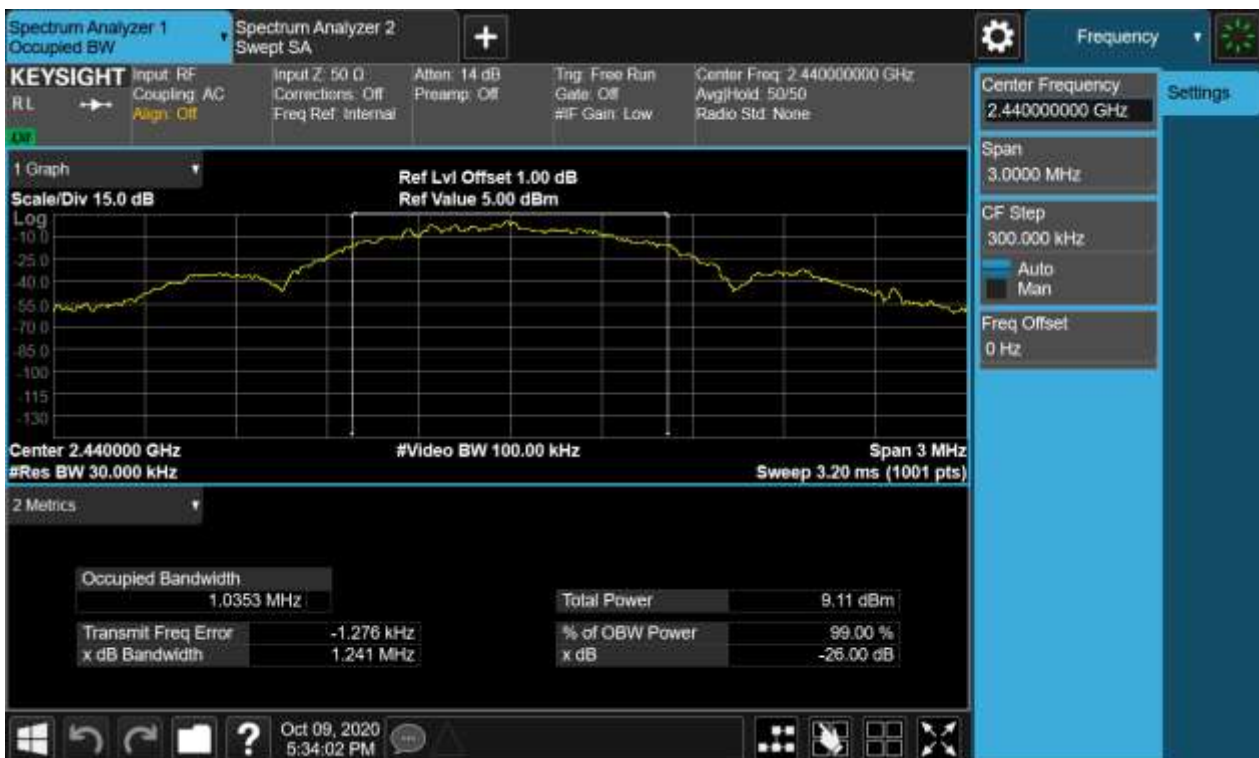 Spectrum Analyzer 1
Occupied BW
Spectrum Analyzer 2
Swept SA
+
Frequency
KEYSIGHT
RL
Input: RF
Coupling: AC
Align: Off
Input Z: 50 Ω
Corrections: Off
Freq Ref: Internal
Atten: 14 dB
Preamp: Off
Trig: Free Run
Gate: Off
#IF Gain: Low
Center Freq: 2.440000000 GHz
Avg|Hold: 50/50
Radio Std: None
Center Frequency
2.440000000 GHz
Settings
Span
3.0000 MHz
CF Step
300.000 kHz
Auto
Man
Freq Offset
0 Hz
1 Graph
Scale/Div 15.0 dB
Ref Lvl Offset 1.00 dB
Ref Value 5.00 dBm
Log
-10.0
-25.0
-40.0
-55.0
-70.0
-85.0
-100
-115
-130
Center 2.440000 GHz
#Res BW 30.000 kHz
#Video BW 100.00 kHz
Span 3 MHz
Sweep 3.20 ms (1001 pts)
2 Metrics
Occupied Bandwidth
1.0353 MHz
Total Power 9.11 dBm
Transmit Freq Error -1.276 kHz
% of OBW Power 99.00 %
x dB Bandwidth 1.241 MHz
x dB -26.00 dB
?
Oct 09, 2020
5:34:02 PM